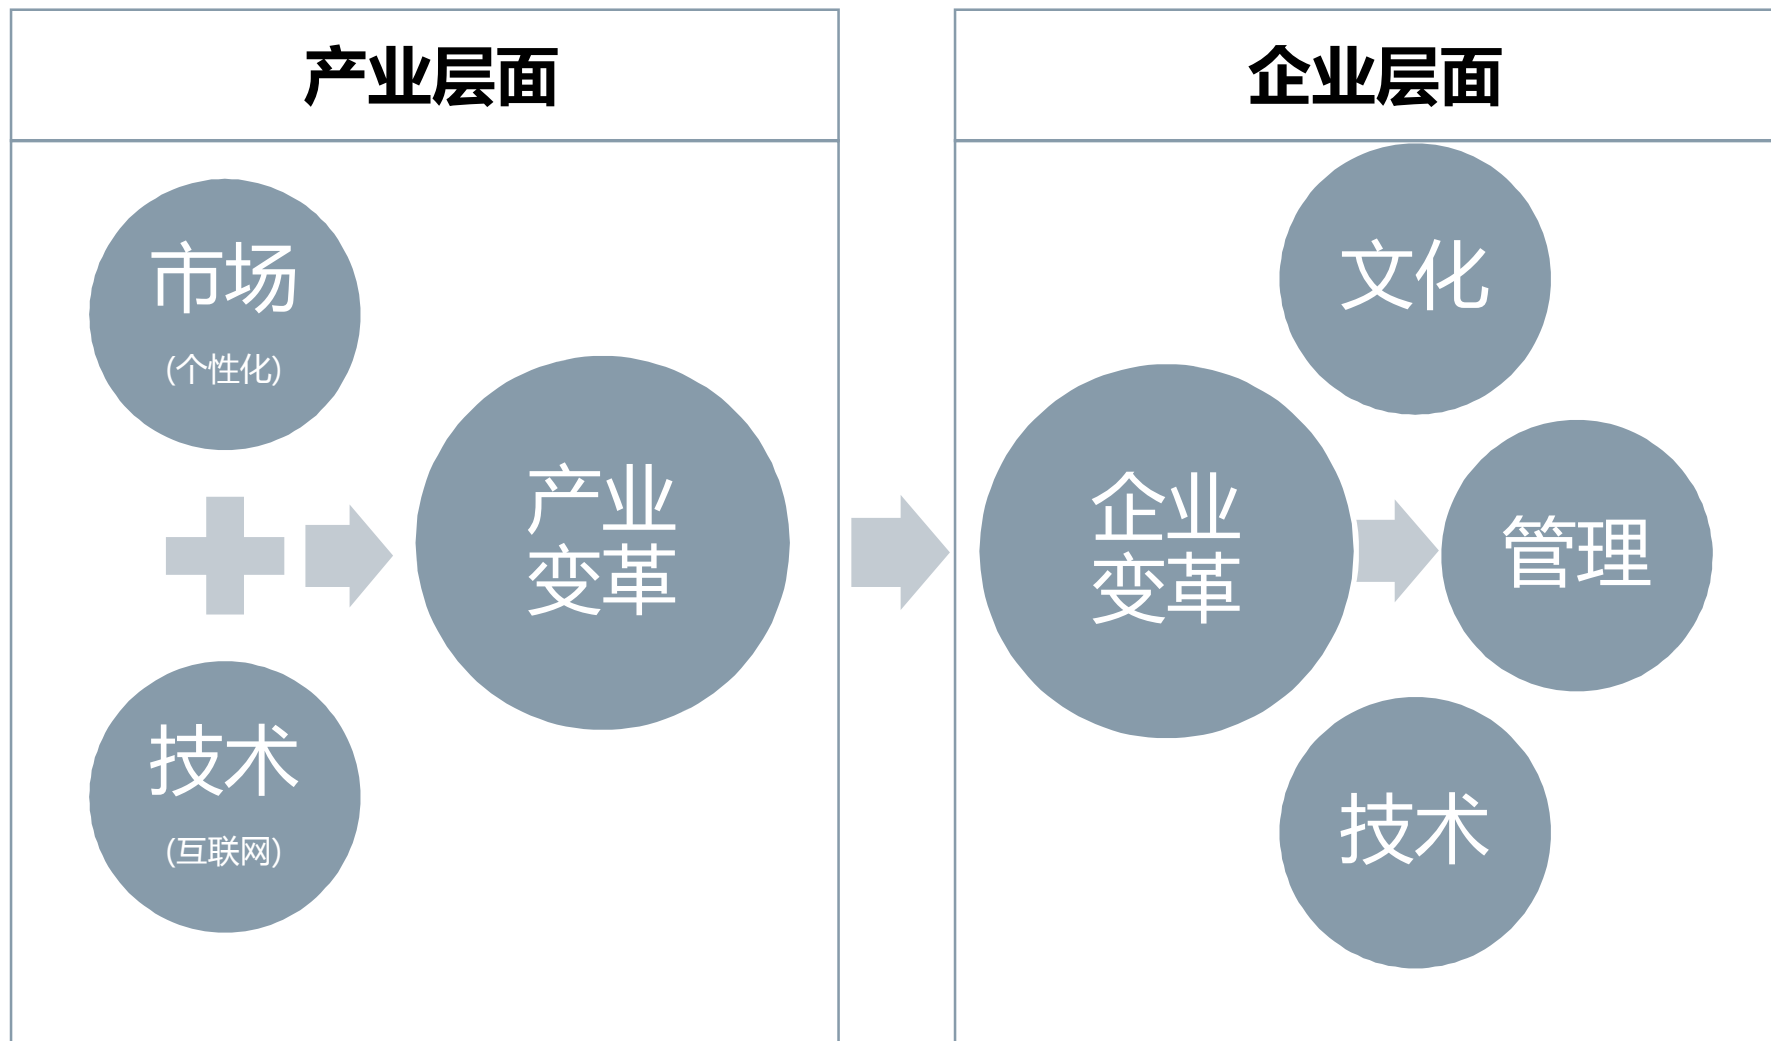 产业层面
市场
(个性化)
技术
(互联网)
产业
变革
企业层面
企业
变革
文化
管理
技术